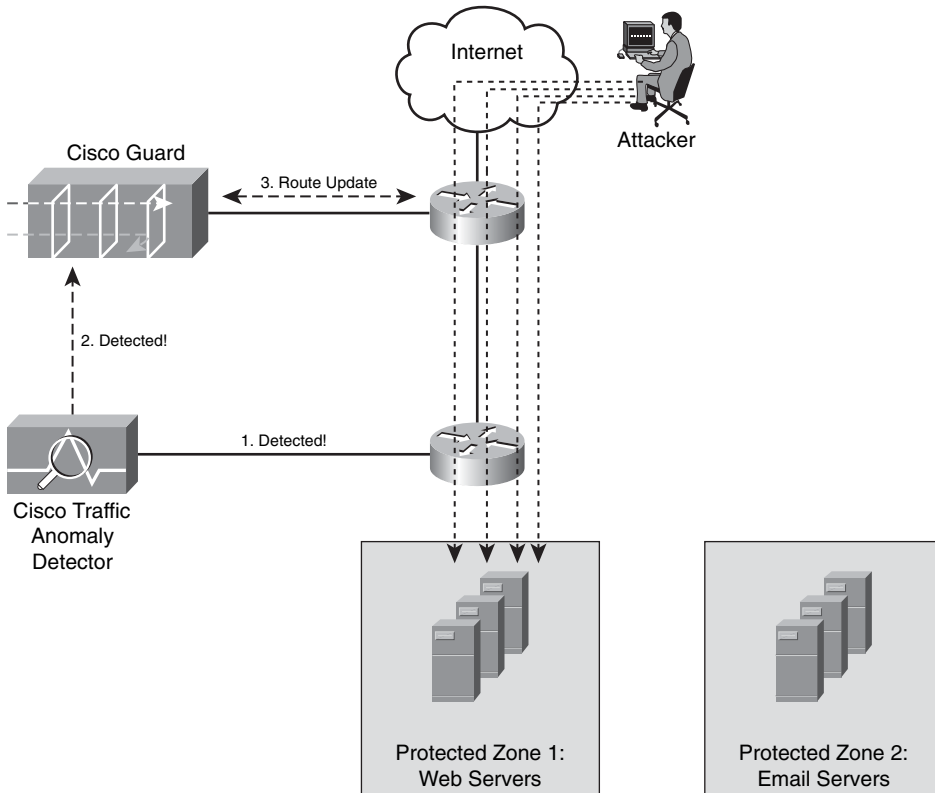 Internet
Attacker
Cisco Guard
3. Route Update
2. Detected!
1. Detected!
Cisco Traffic
Anomaly
Detector
Protected Zone 1:
Web Servers
Protected Zone 2:
Email Servers